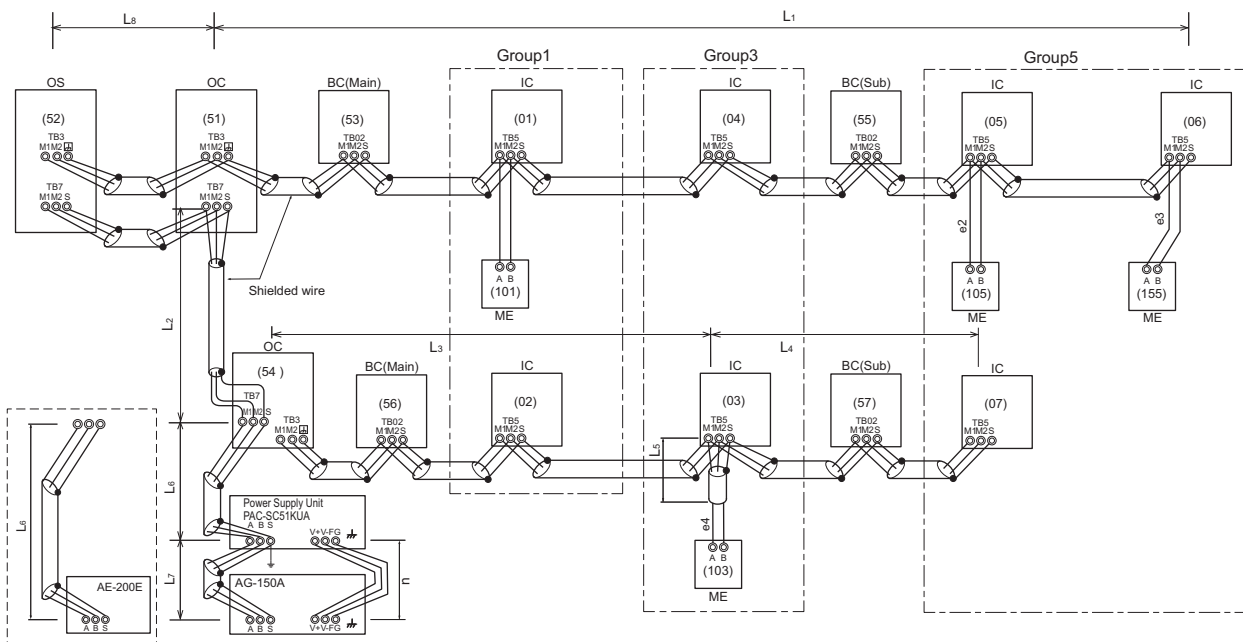 L8
L1
Group1
Group3
Group5
OS
OC
BC(Main)
IC
IC
BC(Sub)
IC
IC
(52)
(51)
(53)
(01)
(04)
(55)
(05)
(06)
TB3
M1M2
TB3
M1M2
TB02
M1M2S
TB5
M1M2S
TB5
M1M2S
TB02
M1M2S
TB5
M1M2S
TB5
M1M2S
TB7
M1M2 S
TB7
M1M2 S
e2
e3
Shielded wire
A B
(101)
ME
A B
(105)
ME
A B
(155)
ME
L2
L3
L4
OC
BC(Main)
IC
IC
BC(Sub)
IC
(54 )
(56)
(02)
(03)
(57)
(07)
TB7
M1M2 S
TB3
M1M2
TB02
M1M2S
TB5
M1M2S
TB5
M1M2S
TB02
M1M2S
TB5
M1M2S
L5
e4
L6
L6
Power Supply Unit
PAC-SC51KUA
A B S
V+V-FG
L7
n
AG-150A
A B S
V+V-FG
AE-200E
A B S
A B
(103)
ME